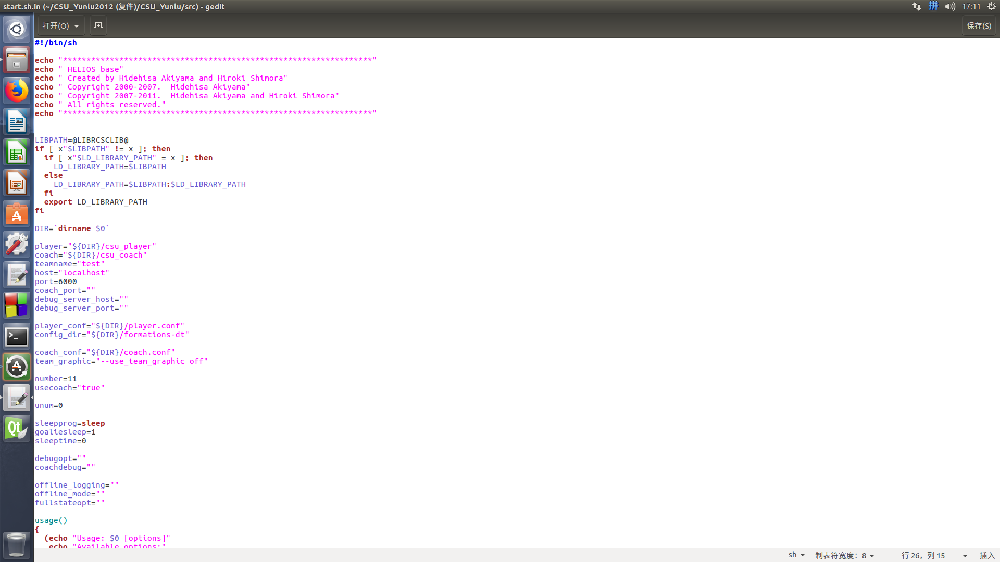 start.sh.in (~/CSU_Yunlu2012 (复件)/CSU_Yunlu/src) - gedit
拼 17:11
打开(O) 保存(S)
#!/bin/sh
echo "******************************************************************"
echo " HELIOS base"
echo " Created by Hidehisa Akiyama and Hiroki Shimora"
echo " Copyright 2000-2007.  Hidehisa Akiyama"
echo " Copyright 2007-2011.  Hidehisa Akiyama and Hiroki Shimora"
echo " All rights reserved."
echo "******************************************************************"
LIBPATH=@LIBRCSCLIB@
if [ x"$LIBPATH" != x ]; then
  if [ x"$LD_LIBRARY_PATH" = x ]; then
    LD_LIBRARY_PATH=$LIBPATH
  else
    LD_LIBRARY_PATH=$LIBPATH:$LD_LIBRARY_PATH
  fi
  export LD_LIBRARY_PATH
fi
DIR=`dirname $0`
player="${DIR}/csu_player"
coach="${DIR}/csu_coach"
teamname="test"
host="localhost"
port=6000
coach_port=""
debug_server_host=""
debug_server_port=""
player_conf="${DIR}/player.conf"
config_dir="${DIR}/formations-dt"
coach_conf="${DIR}/coach.conf"
team_graphic="--use_team_graphic off"
number=11
usecoach="true"
unum=0
sleepprog=sleep
goaliesleep=1
sleeptime=0
debugopt=""
coachdebug=""
offline_logging=""
offline_mode=""
fullstateopt=""
usage()
{
  (echo "Usage: $0 [options]"
   echo "Available options:"
Qt
sh 制表符宽度：8 行 26，列 15 插入